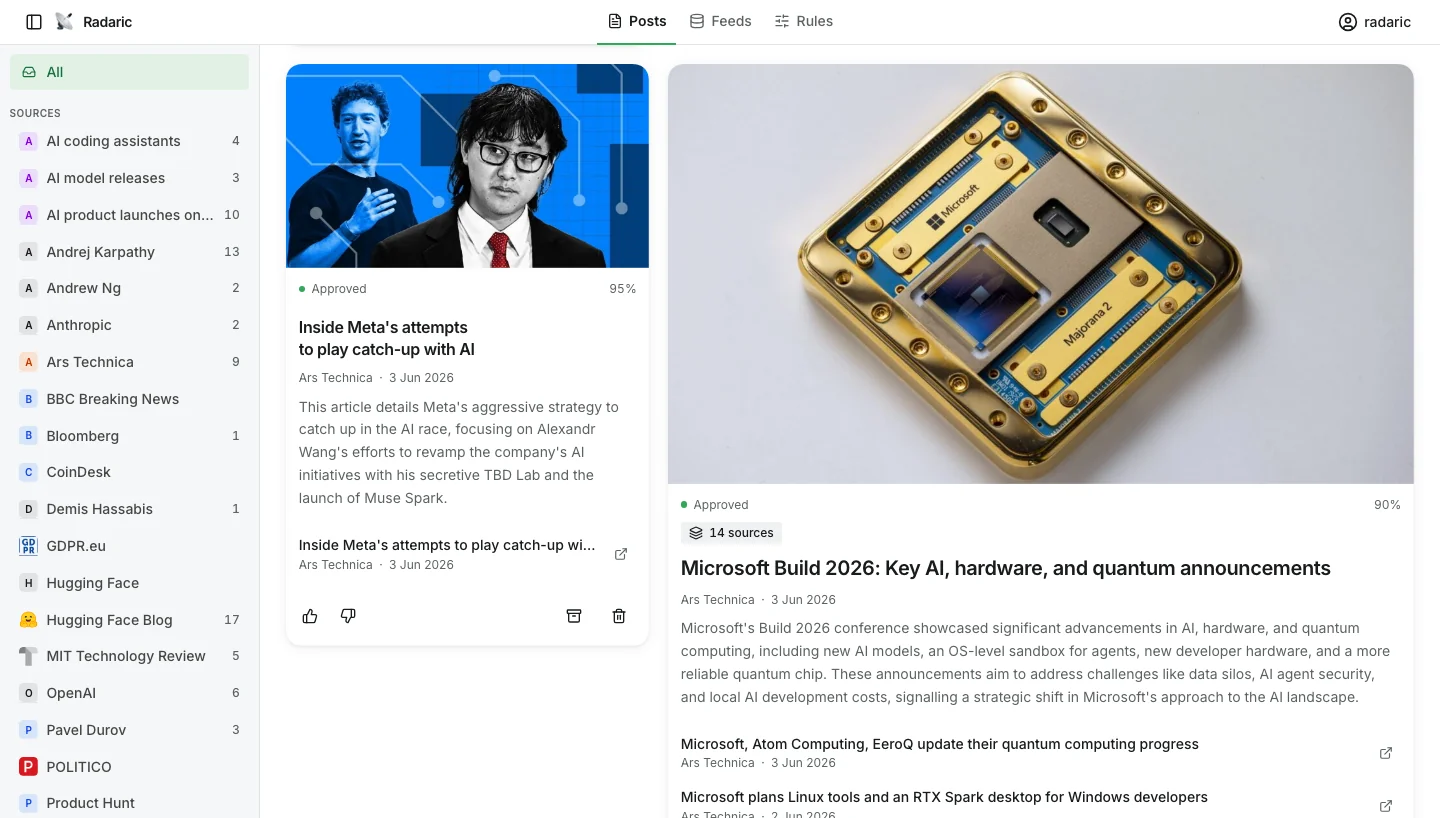 Radaric
Posts
Feeds
Rules
radaric
All
SOURCES
A AI coding assistants 4
A AI model releases 3
A AI product launches on... 10
A Andrej Karpathy 13
A Andrew Ng 2
A Anthropic 2
A Ars Technica 9
B BBC Breaking News
B Bloomberg 1
C CoinDesk
D Demis Hassabis 1
GDPR GDPR.eu
H Hugging Face
Hugging Face Blog 17
MIT Technology Review 5
O OpenAI 6
P Pavel Durov 3
P POLITICO
P Product Hunt
Approved 95%
Inside Meta's attempts
to play catch-up with AI
Ars Technica · 3 Jun 2026
This article details Meta's aggressive strategy to
catch up in the AI race, focusing on Alexandr
Wang's efforts to revamp the company's AI
initiatives with his secretive TBD Lab and the
launch of Muse Spark.
Inside Meta's attempts to play catch-up wi...
Ars Technica · 3 Jun 2026
Microsoft
Majorana 2
Approved 90%
14 sources
Microsoft Build 2026: Key AI, hardware, and quantum announcements
Ars Technica · 3 Jun 2026
Microsoft's Build 2026 conference showcased significant advancements in AI, hardware, and quantum
computing, including new AI models, an OS-level sandbox for agents, new developer hardware, and a more
reliable quantum chip. These announcements aim to address challenges like data silos, AI agent security,
and local AI development costs, signalling a strategic shift in Microsoft's approach to the AI landscape.
Microsoft, Atom Computing, EeroQ update their quantum computing progress
Ars Technica · 3 Jun 2026
Microsoft plans Linux tools and an RTX Spark desktop for Windows developers
Ars Technica · 2 Jun 2026